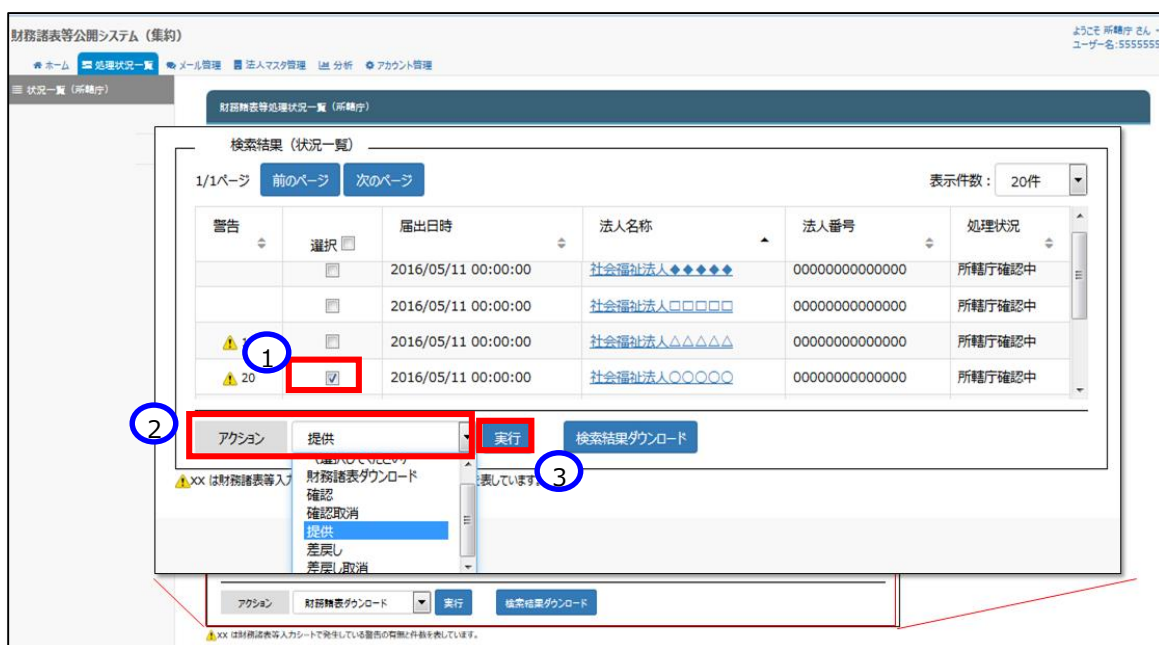 財務諸表等公開システム（集約）
ようこそ 所轄庁 さん
ユーザー名:5555555
ホーム 処理状況一覧 メール管理 法人マスタ管理 分析 アカウント管理
状況一覧（所轄庁）
財務諸表等処理状況一覧（所轄庁）
検索結果（状況一覧）
1/1ページ 前のページ 次のページ 表示件数： 20件
警告 選択 届出日時 法人名称 法人番号 処理状況
2016/05/11 00:00:00 社会福祉法人◆◆◆◆◆ 00000000000000 所轄庁確認中
2016/05/11 00:00:00 社会福祉法人□□□□□ 00000000000000 所轄庁確認中
2016/05/11 00:00:00 社会福祉法人△△△△△ 00000000000000 所轄庁確認中
1
20 2016/05/11 00:00:00 社会福祉法人○○○○○ 00000000000000 所轄庁確認中
2
アクション 提供 実行 検索結果ダウンロード
3
（選択してください）
財務諸表ダウンロード
確認
確認取消
提供
差戻し
差戻し取消
xx は財務諸表等入 表しています。
アクション 財務諸表ダウンロード 実行 検索結果ダウンロード
xx は財務諸表等入力シートで発生している警告の有無と件数を表しています。